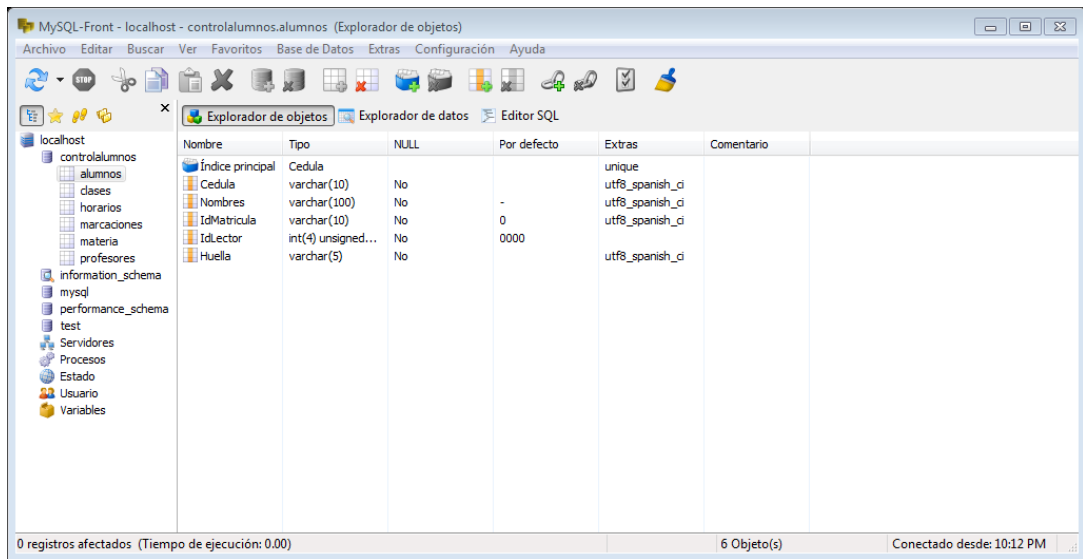 MySQL-Front - localhost - controlalumnos.alumnos (Explorador de objetos)
Archivo Editar Buscar Ver Favoritos Base de Datos Extras Configuración Ayuda
STOP
Explorador de objetos Explorador de datos Editor SQL
localhost
controlalumnos
alumnos
clases
horarios
marcaciones
materia
profesores
information_schema
mysql
performance_schema
test
Servidores
Procesos
Estado
Usuario
Variables
Nombre Tipo NULL Por defecto Extras Comentario
Índice principal Cedula unique
Cedula varchar(10) No utf8_spanish_ci
Nombres varchar(100) No - utf8_spanish_ci
IdMatricula varchar(10) No 0 utf8_spanish_ci
IdLector int(4) unsigned... No 0000
Huella varchar(5) No utf8_spanish_ci
0 registros afectados (Tiempo de ejecución: 0.00) 6 Objeto(s) Conectado desde: 10:12 PM